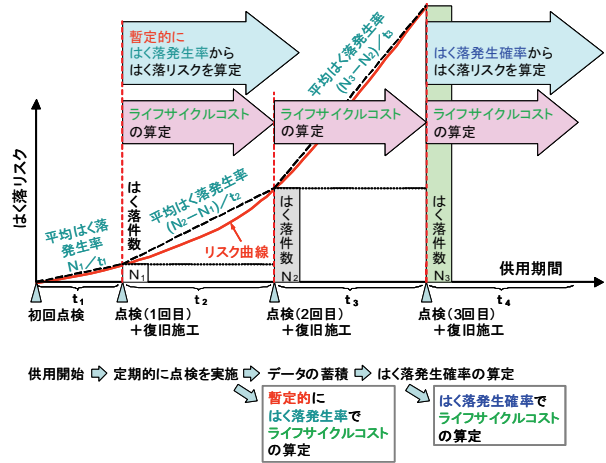 暫定的に
はく落発生率から
はく落リスクを算定
はく落発生確率から
はく落リスクを算定
ライフサイクルコスト
の算定
ライフサイクルコスト
の算定
ライフサイクルコスト
の算定
はく落リスク
平均はく落
発生率
N₁／t₁
はく落件数
N₁
平均はく落発生率
(N₂－N₁)／t₂
リスク曲線
はく落件数
N₂
平均はく落発生率
(N₃－N₂)／t₃
はく落件数
N₃
供用期間
t₁
t₂
t₃
t₄
初回点検
点検(1回目)
＋復旧施工
点検(2回目)
＋復旧施工
点検(3回目)
＋復旧施工
供用開始 定期的に点検を実施 データの蓄積 はく落発生確率の算定
暫定的に
はく落発生率で
ライフサイクルコスト
の算定
はく落発生確率で
ライフサイクルコスト
の算定